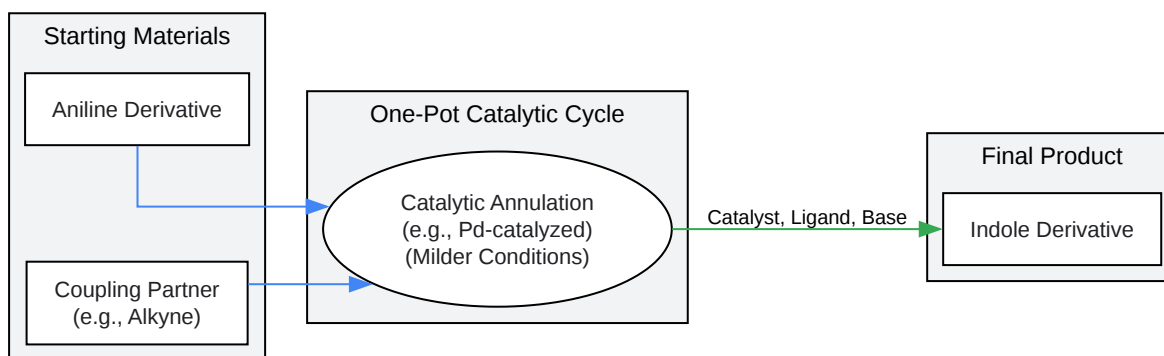 Starting Materials
Aniline Derivative
Coupling Partner
(e.g., Alkyne)
One-Pot Catalytic Cycle
Catalytic Annulation
(e.g., Pd-catalyzed)
(Milder Conditions)
Catalyst, Ligand, Base
Final Product
Indole Derivative